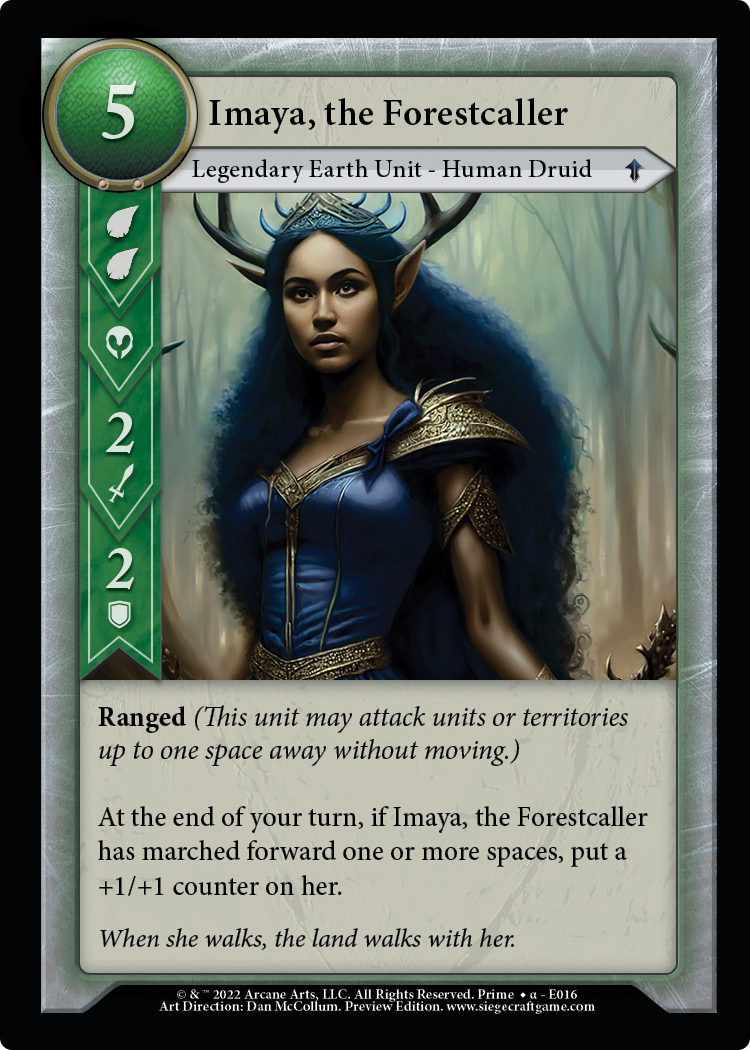 5
Imaya, the Forestcaller
Legendary Earth Unit - Human Druid
2
2
Ranged (This unit may attack units or territories
up to one space away without moving.)
At the end of your turn, if Imaya, the Forestcaller
has marched forward one or more spaces, put a
+1/+1 counter on her.
When she walks, the land walks with her.
© & ™ 2022 Arcane Arts, LLC. All Rights Reserved. Prime ⬥ α - E016
Art Direction: Dan McCollum. Preview Edition. www.siegecraftgame.com